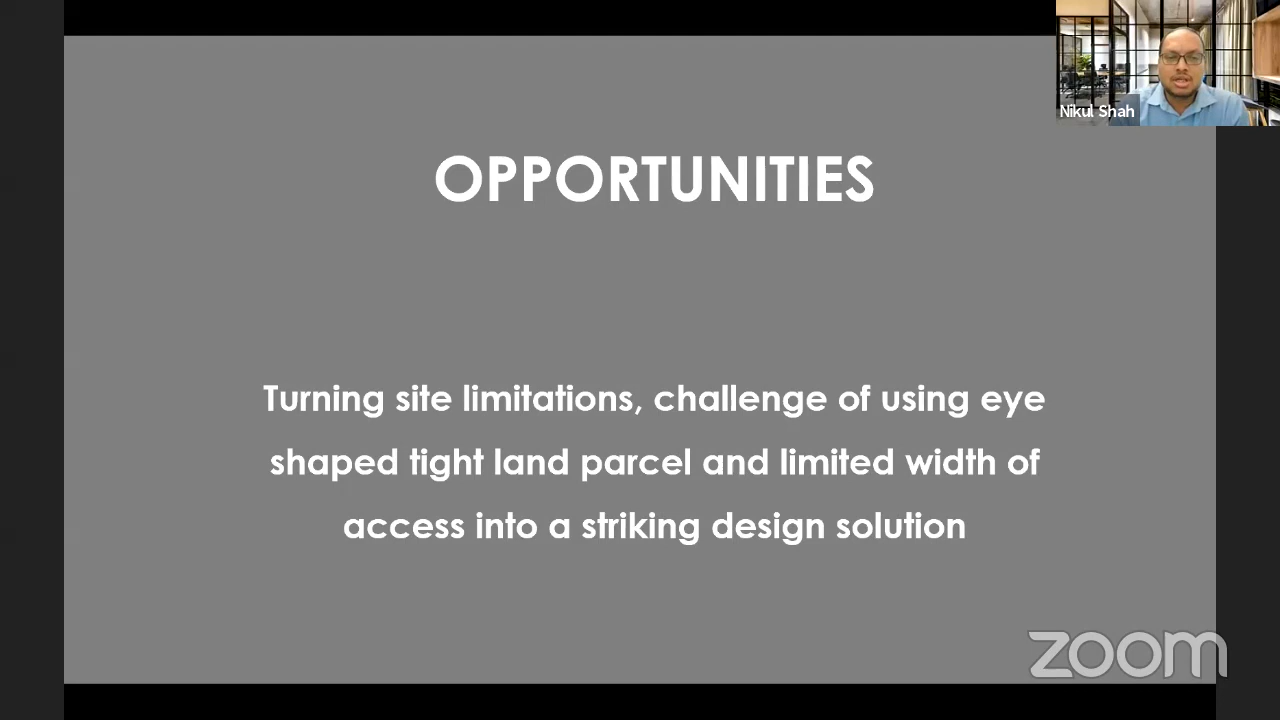 Nikul Shah
OPPORTUNITIES
Turning site limitations, challenge of using eye
shaped tight land parcel and limited width of
access into a striking design solution
zoom